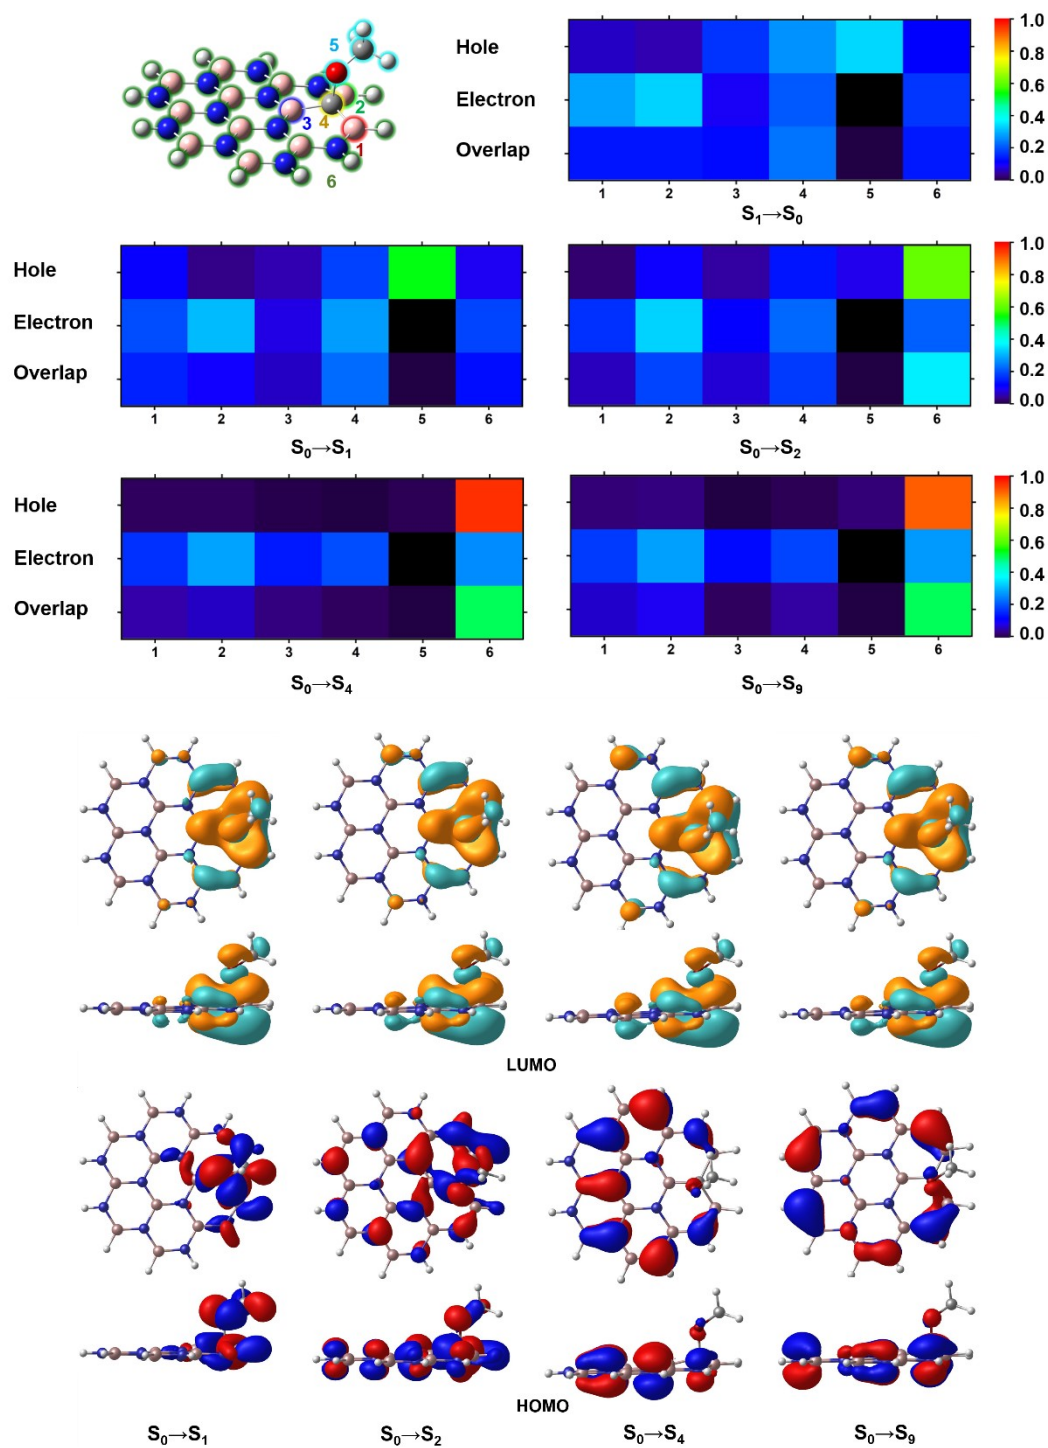 5
2
3
4
1
6
Hole
Electron
Overlap
1 2 3 4 5 6
S₁→S₀
1.0
0.8
0.6
0.4
0.2
0.0
Hole
Electron
Overlap
1 2 3 4 5 6
S₀→S₁
1 2 3 4 5 6
S₀→S₂
1.0
0.8
0.6
0.4
0.2
0.0
Hole
Electron
Overlap
1 2 3 4 5 6
S₀→S₄
1 2 3 4 5 6
S₀→S₉
1.0
0.8
0.6
0.4
0.2
0.0
LUMO
HOMO
S₀→S₁ S₀→S₂ S₀→S₄ S₀→S₉